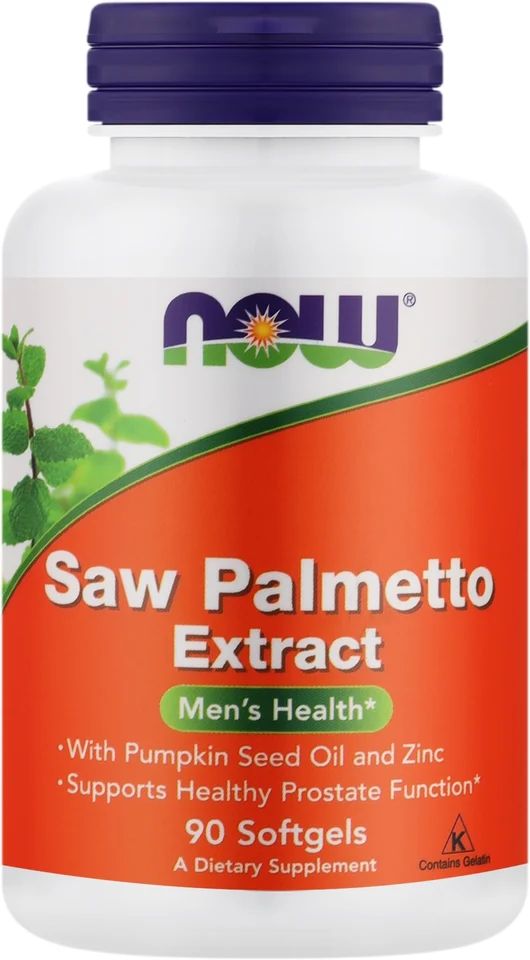 NOW®
Saw Palmetto
Extract
Men's Health*
•With Pumpkin Seed Oil and Zinc
•Supports Healthy Prostate Function*
90 Softgels
A Dietary Supplement
K
Contains Gelatin